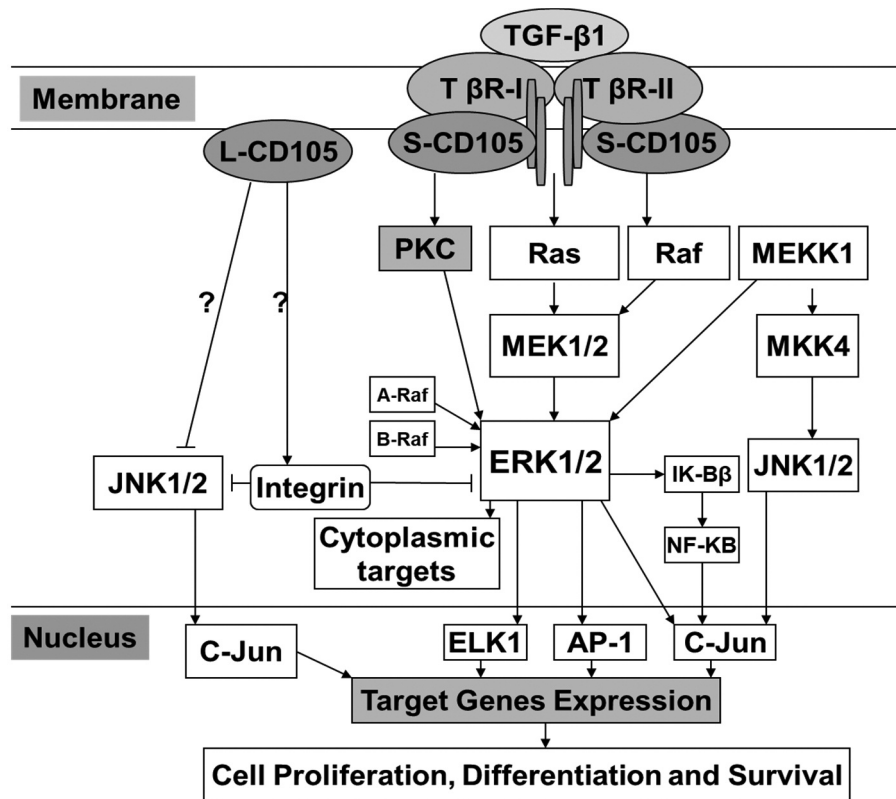 TGF-β1
Membrane
T βR-I
T βR-II
L-CD105
S-CD105
S-CD105
PKC
Ras
Raf
MEKK1
?
?
MEK1/2
MKK4
A-Raf
B-Raf
ERK1/2
JNK1/2
Integrin
IK-Bβ
JNK1/2
Cytoplasmic
targets
NF-KB
Nucleus
C-Jun
ELK1
AP-1
C-Jun
Target Genes Expression
Cell Proliferation, Differentiation and Survival